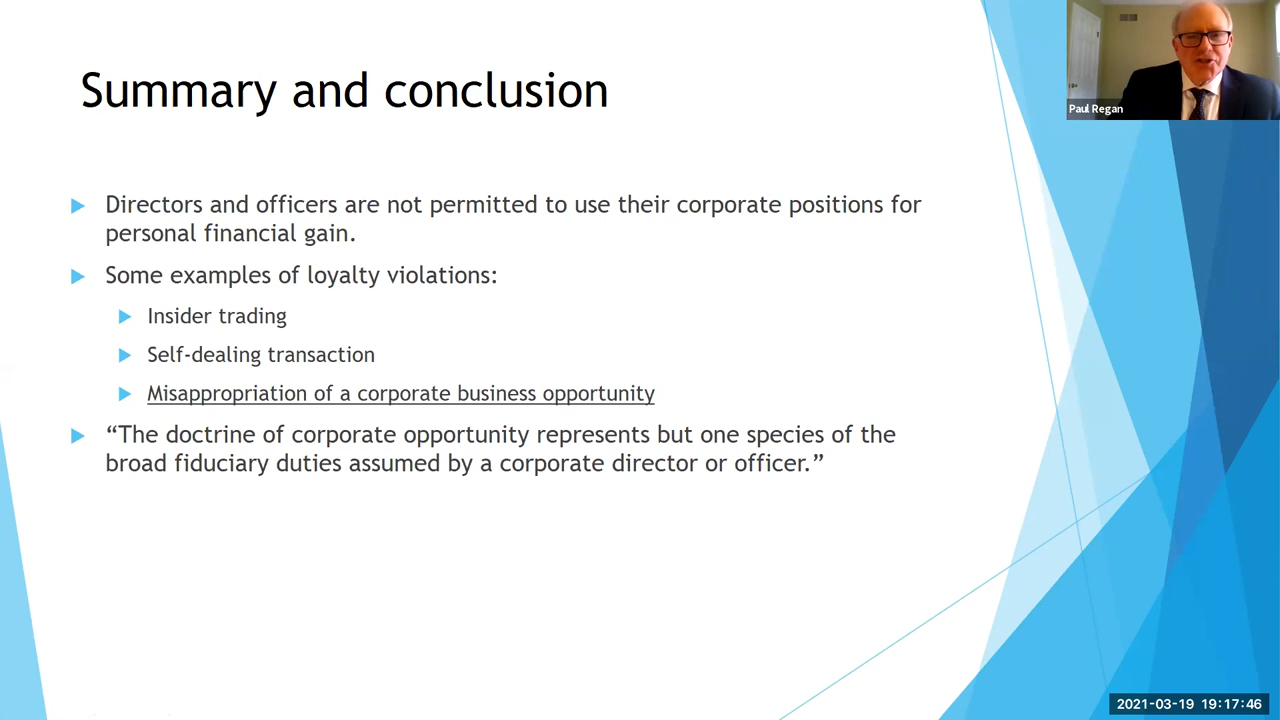 Summary and conclusion
Paul Regan
Directors and officers are not permitted to use their corporate positions for
personal financial gain.
Some examples of loyalty violations:
Insider trading
Self-dealing transaction
Misappropriation of a corporate business opportunity
“The doctrine of corporate opportunity represents but one species of the
broad fiduciary duties assumed by a corporate director or officer.”
2021-03-19 19:17:46